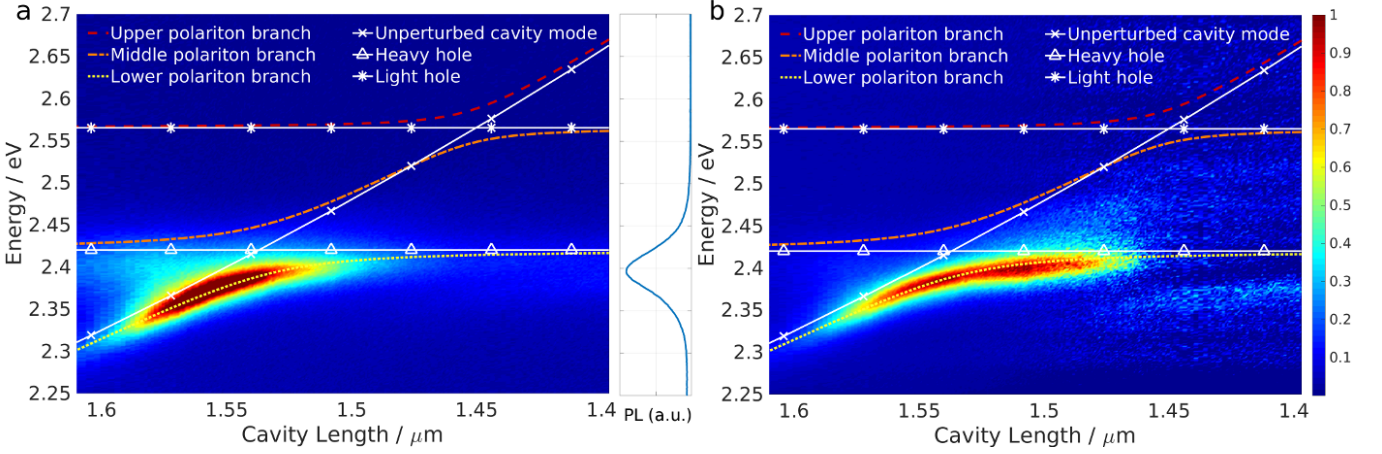 a
2.7
2.65
2.6
2.55
2.5
2.45
2.4
2.35
2.3
2.25
Energy / eV
Upper polariton branch
Middle polariton branch
Lower polariton branch
Unperturbed cavity mode
Heavy hole
Light hole
1.6 1.55 1.5 1.45 1.4
Cavity Length / μm
PL (a.u.)
b
2.7
2.65
2.6
2.55
2.5
2.45
2.4
2.35
2.3
2.25
Energy / eV
Upper polariton branch
Middle polariton branch
Lower polariton branch
Unperturbed cavity mode
Heavy hole
Light hole
1.6 1.55 1.5 1.45 1.4
Cavity Length / μm
1
0.9
0.8
0.7
0.6
0.5
0.4
0.3
0.2
0.1